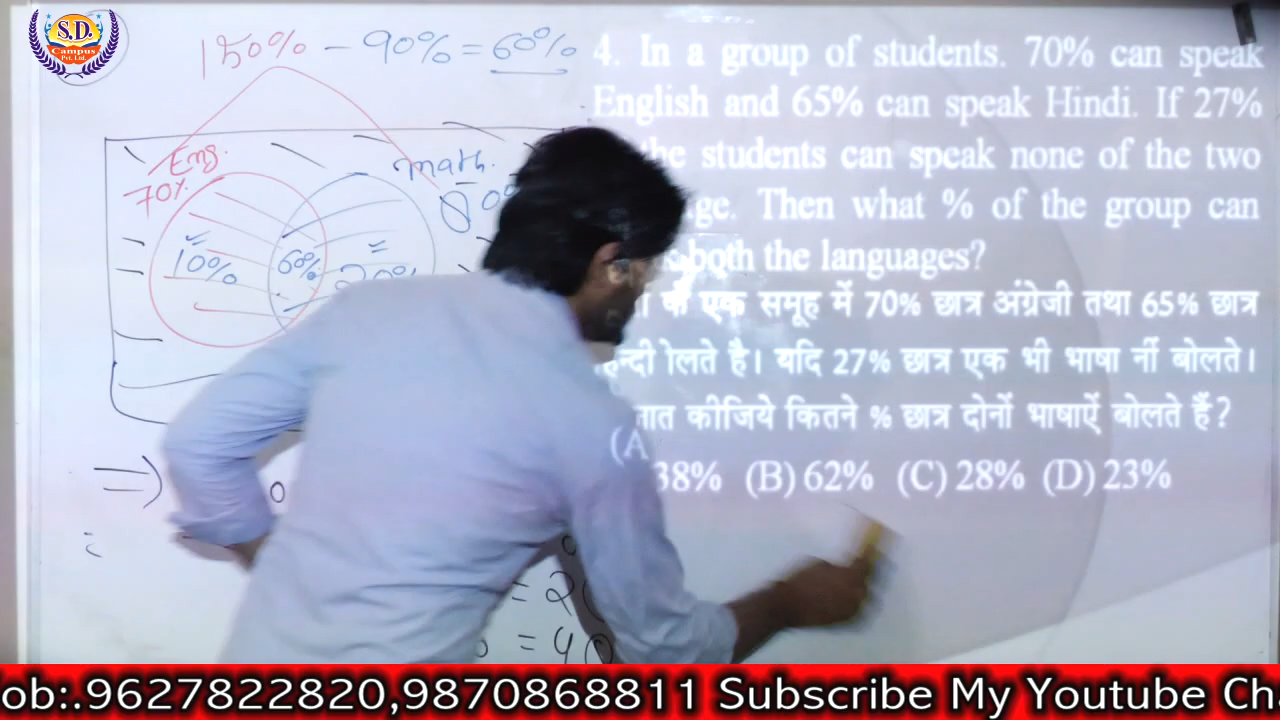 S.D.
Campus
Pvt. Ltd.
150% - 90% = 60%
Eng.
70%
math.
10%
60%
4. In a group of students. 70% can speak
English and 65% can speak Hindi. If 27%
the students can speak none of the two
Then what % of the group can
both the languages?
एक समूह में 70% छात्र अंग्रेजी तथा 65% छात्र
है। यदि 27% छात्र एक भी भाषा र्नी बोलते।
कीजिये कितने % छात्र दोनों भाषाऐं बोलते हैं?
(A
38% (B) 62% (C) 28% (D) 23%
=)
= 2
= 40
ob:.9627822820,9870868811 Subscribe My Youtube Ch